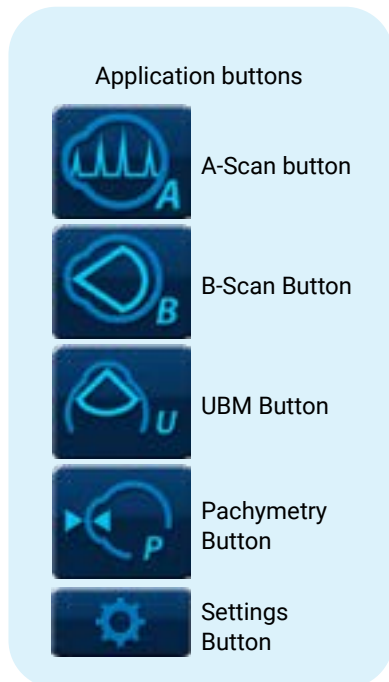 Application buttons
A
A-Scan button
B
B-Scan Button
U
UBM Button
P
Pachymetry
Button
Settings
Button